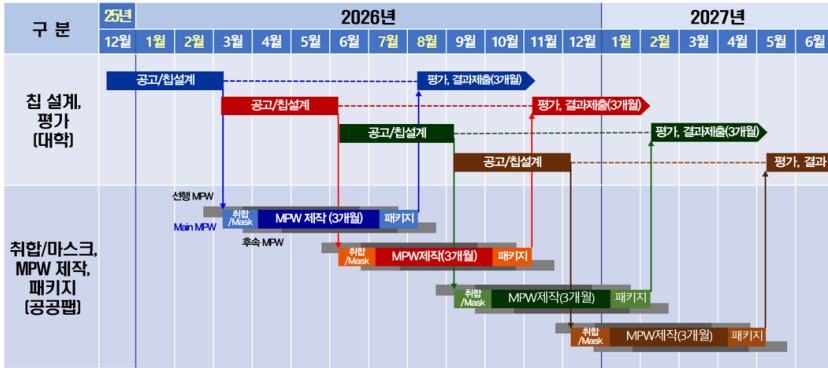 구 분
25년
2026년
2027년
12월 1월 2월 3월 4월 5월 6월 7월 8월 9월 10월 11월 12월 1월 2월 3월 4월 5월 6월
칩 설계,
평가
(대학)
공고/칩설계
평가, 결과제출(3개월)
공고/칩설계
평가, 결과제출(3개월)
공고/칩설계
평가, 결과제출(3개월)
공고/칩설계
평가, 결과
취합/마스크,
MPW 제작,
패키지
(공공팹)
선행 MPW
Main MPW
후속 MPW
취합
/Mask
MPW 제작 (3개월)
패키지
취합
/Mask
MPW제작(3개월)
패키지
취합
/Mask
MPW제작(3개월)
패키지
취합
/Mask
MPW제작(3개월)
패키지